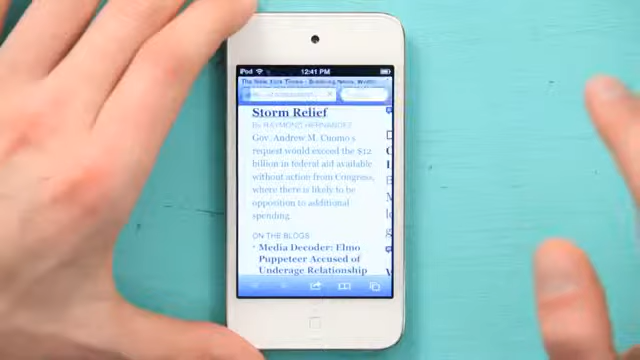 iPod 12:41 PM
The New York Times - Breaking News, World
Storm Relief
By RAYMOND HERNANDEZ
Gov. Andrew M. Cuomo's
request would exceed the $12
billion in federal aid available
without action from Congress,
where there is likely to be
opposition to additional
spending.
ON THE BLOGS
• Media Decoder: Elmo
Puppeteer Accused of
Underage Relationship